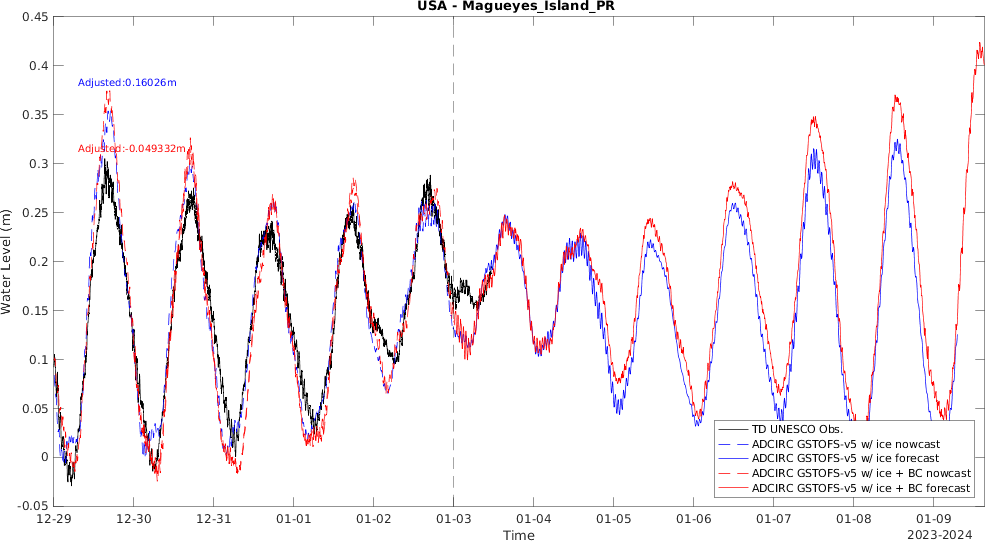 USA - Magueyes_Island_PR
0.45
0.4
0.35
0.3
0.25
0.2
0.15
0.1
0.05
0
-0.05
Water Level (m)
Adjusted:0.16026m
Adjusted:-0.049332m
TD UNESCO Obs.
ADCIRC GSTOFS-v5 w/ ice nowcast
ADCIRC GSTOFS-v5 w/ ice forecast
ADCIRC GSTOFS-v5 w/ ice + BC nowcast
ADCIRC GSTOFS-v5 w/ ice + BC forecast
12-29 12-30 12-31 01-01 01-02 01-03 01-04 01-05 01-06 01-07 01-08 01-09
Time
2023-2024